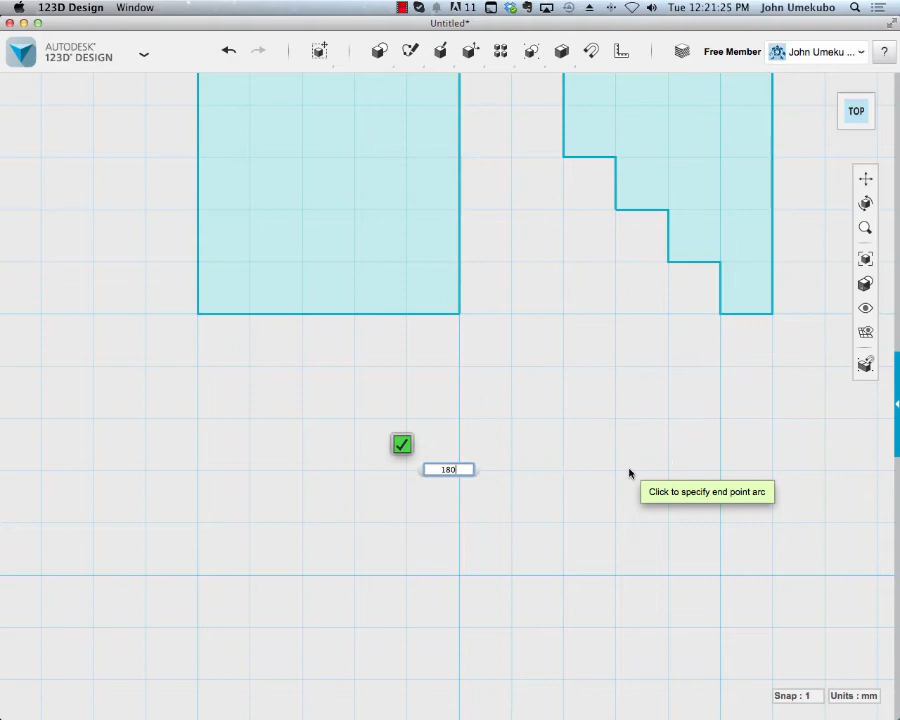 123D Design Window
11
Tue 12:21:25 PM John Umekubo
Untitled*
AUTODESK®
123D® DESIGN
Free Member
John Umeku ...
?
TOP
180
Click to specify end point arc
Snap : 1
Units : mm